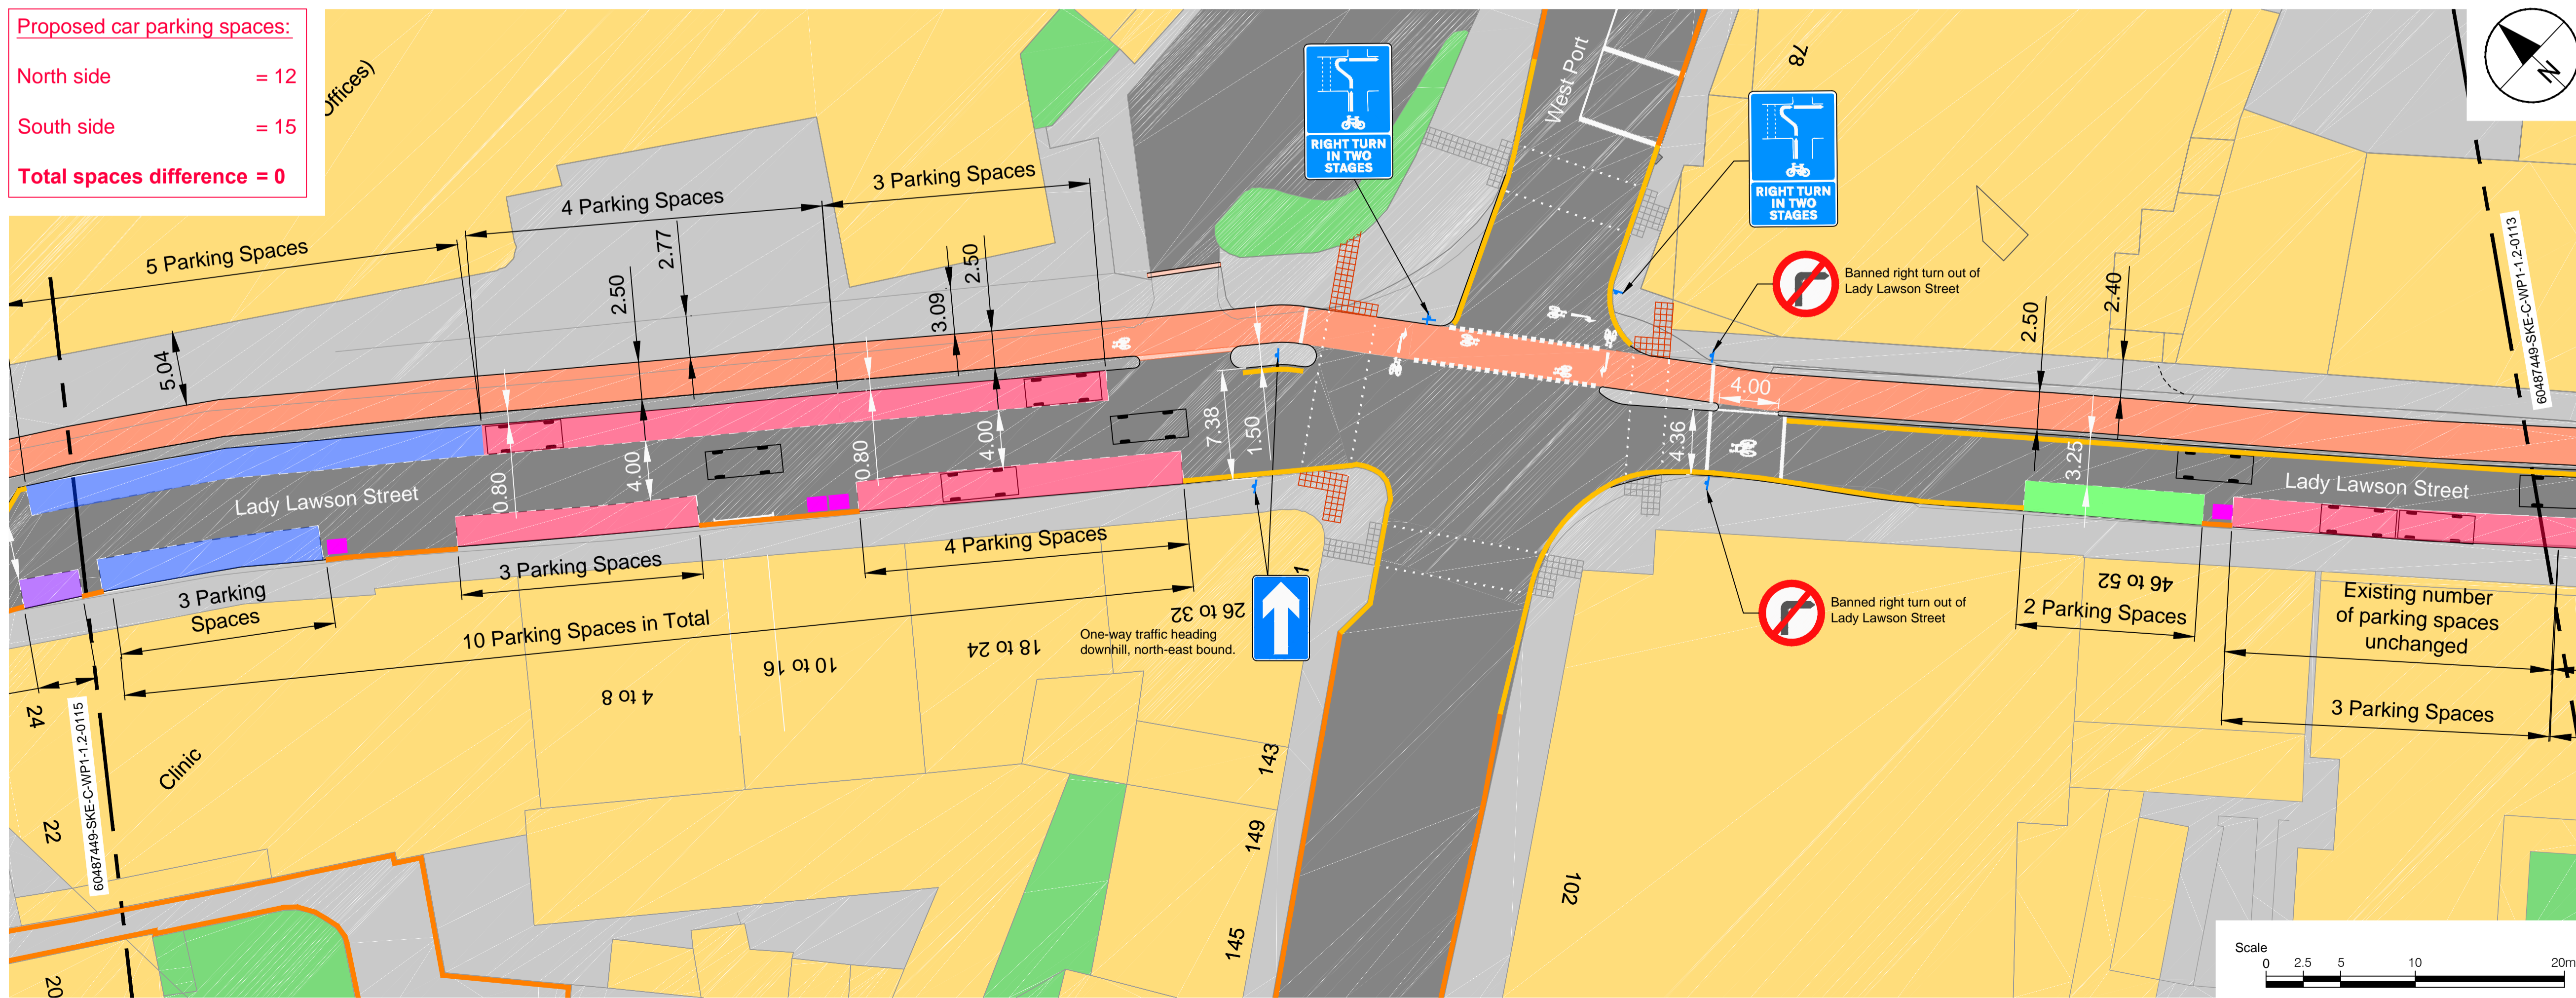 Proposed car parking spaces:
North side = 12
South side = 15
Total spaces difference = 0
Offices)
5 Parking Spaces
4 Parking Spaces
3 Parking Spaces
5.04
2.50
2.77
3.09
2.50
0.80
4.00
0.80
4.00
7.38
1.50
Lady Lawson Street
3 Parking
Spaces
3 Parking Spaces
4 Parking Spaces
10 Parking Spaces in Total
One-way traffic heading
downhill, north-east bound.
26 to 32
18 to 24
10 to 16
4 to 8
1
24
22
20
Clinic
60487449-SKE-C-WP1-1.2-0115
143
149
145
102
RIGHT TURN
IN TWO
STAGES
West Port
78
RIGHT TURN
IN TWO
STAGES
Banned right turn out of
Lady Lawson Street
4.00
4.36
Banned right turn out of
Lady Lawson Street
2.50
2.40
3.25
Lady Lawson Street
46 to 52
2 Parking Spaces
Existing number
of parking spaces
unchanged
3 Parking Spaces
60487449-SKE-C-WP1-1.2-0113
N
Scale
0 2.5 5 10 20m